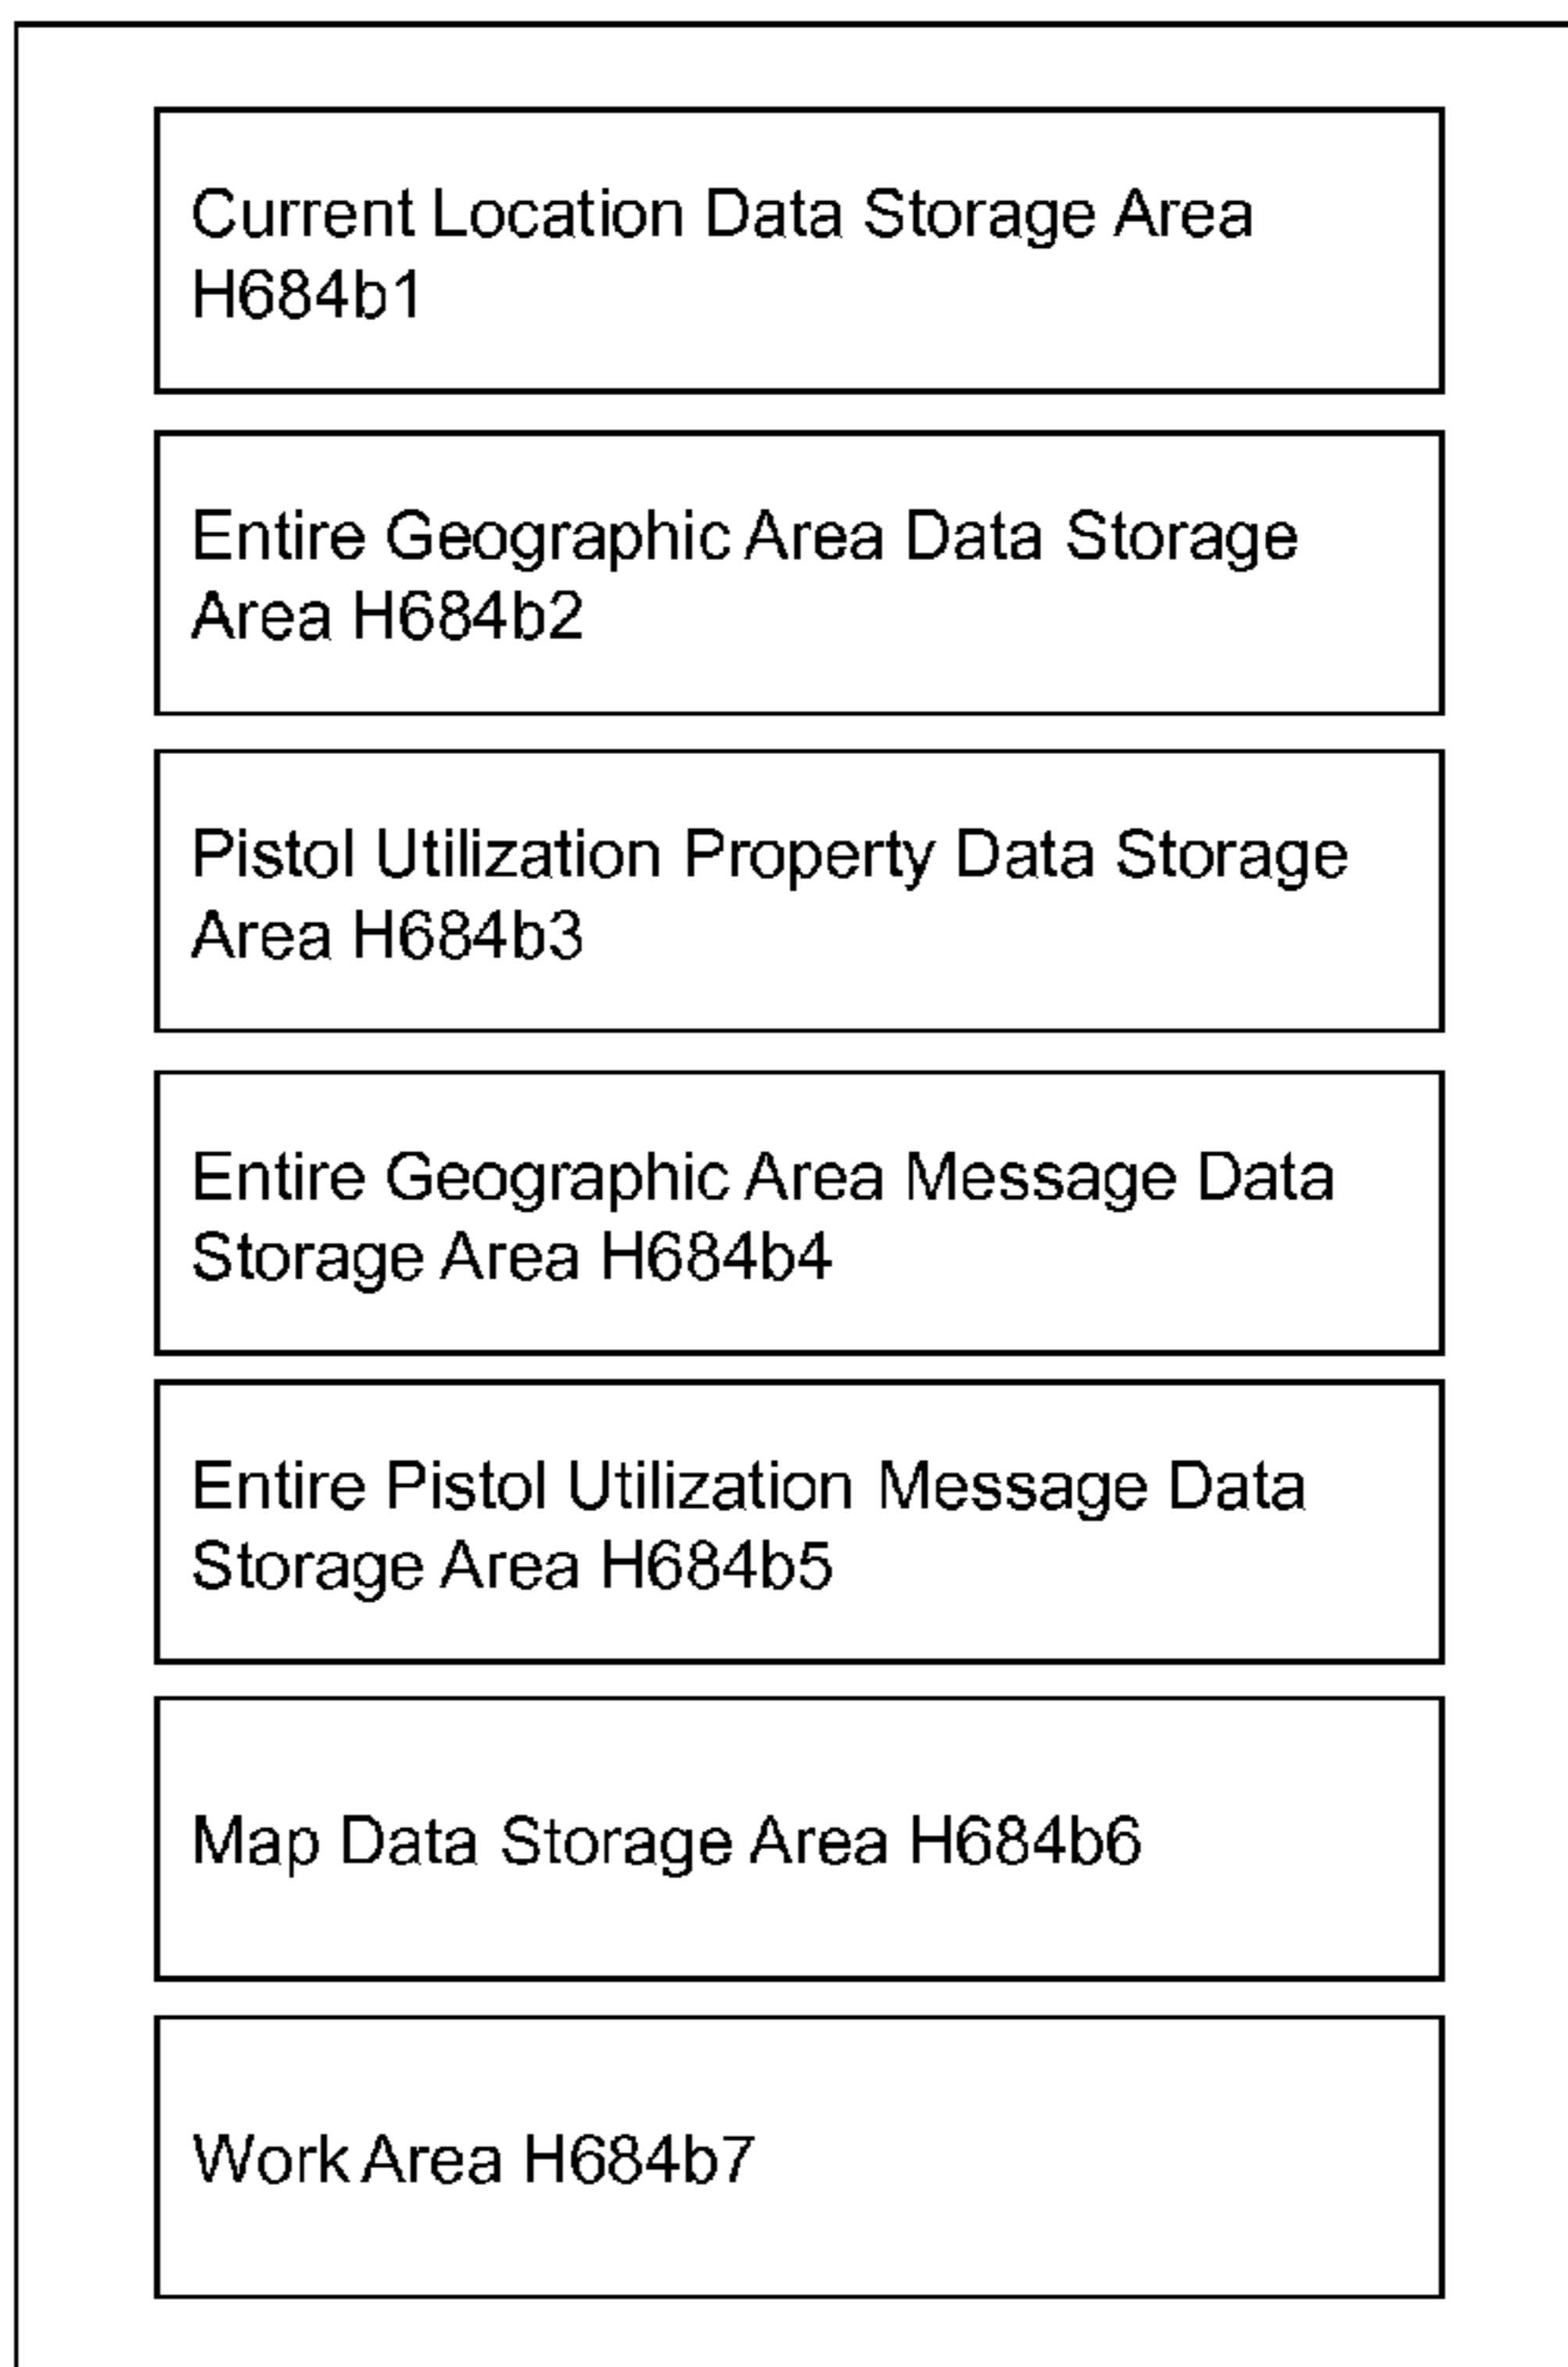 Current Location Data Storage Area
H684b1
Entire Geographic Area Data Storage
Area H684b2
Pistol Utilization Property Data Storage
Area H684b3
Entire Geographic Area Message Data
Storage Area H684b4
Entire Pistol Utilization Message Data
Storage Area H684b5
Map Data Storage Area H684b6
Work Area H684b7